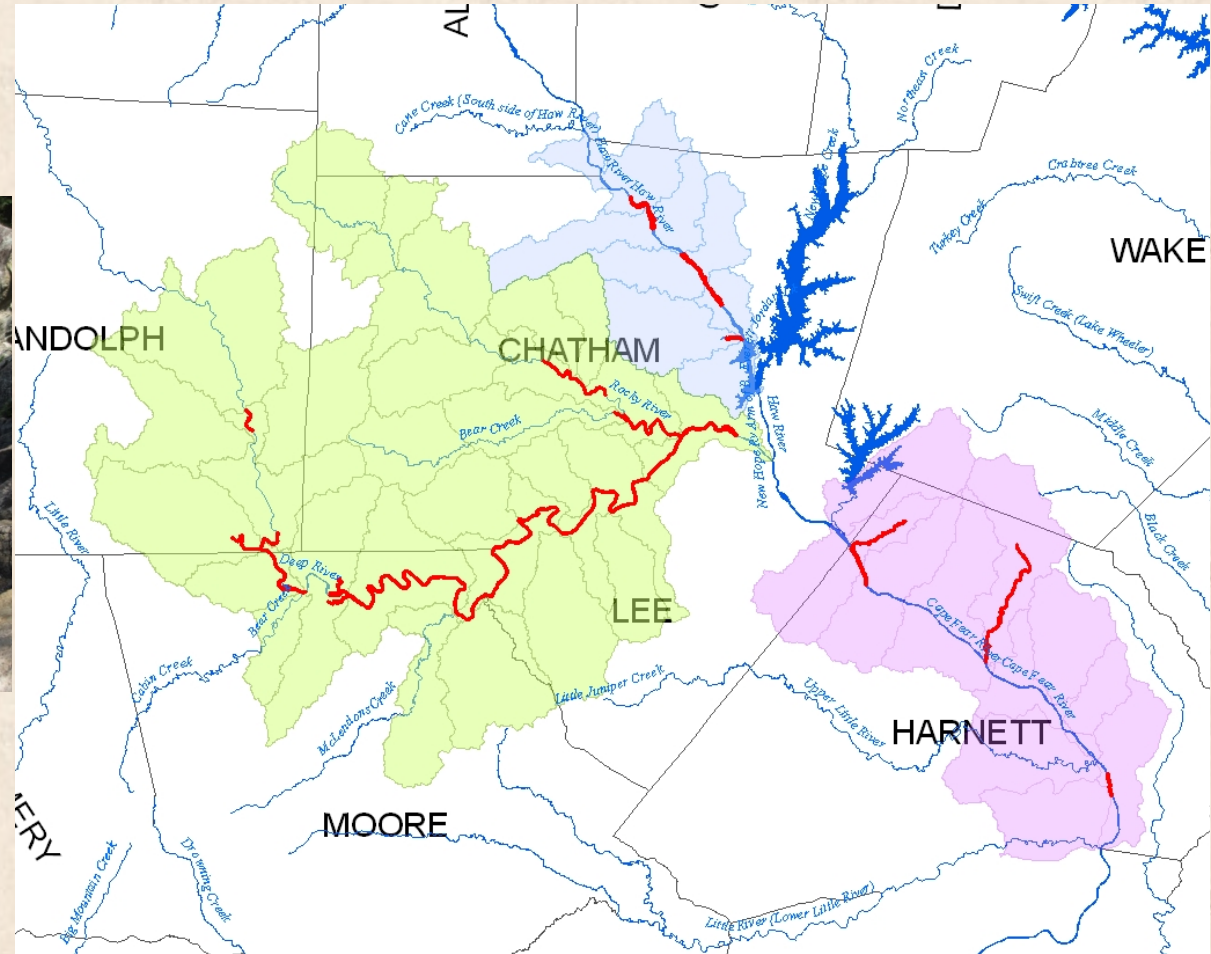 AL
Northeast Creek
Cane Creek (South side of Haw River)
Haw River
Haw River
Crabtree Creek
Turkey Creek
WAKE
Swift Creek (Lake Wheeler)
ANDOLPH
CHATHAM
Rocky River
Bear Creek
Haw River
Middle Creek
Black Creek
Little River
Deep River
Bear Creek
LEE
Cape Fear River
Cape Fear River
Cabin Creek
McLendons Creek
Little Juniper Creek
Upper Little River
HARNETT
MOORE
ERY
Big Mountain Creek
Drowning Creek
Little River (Lower Little River)